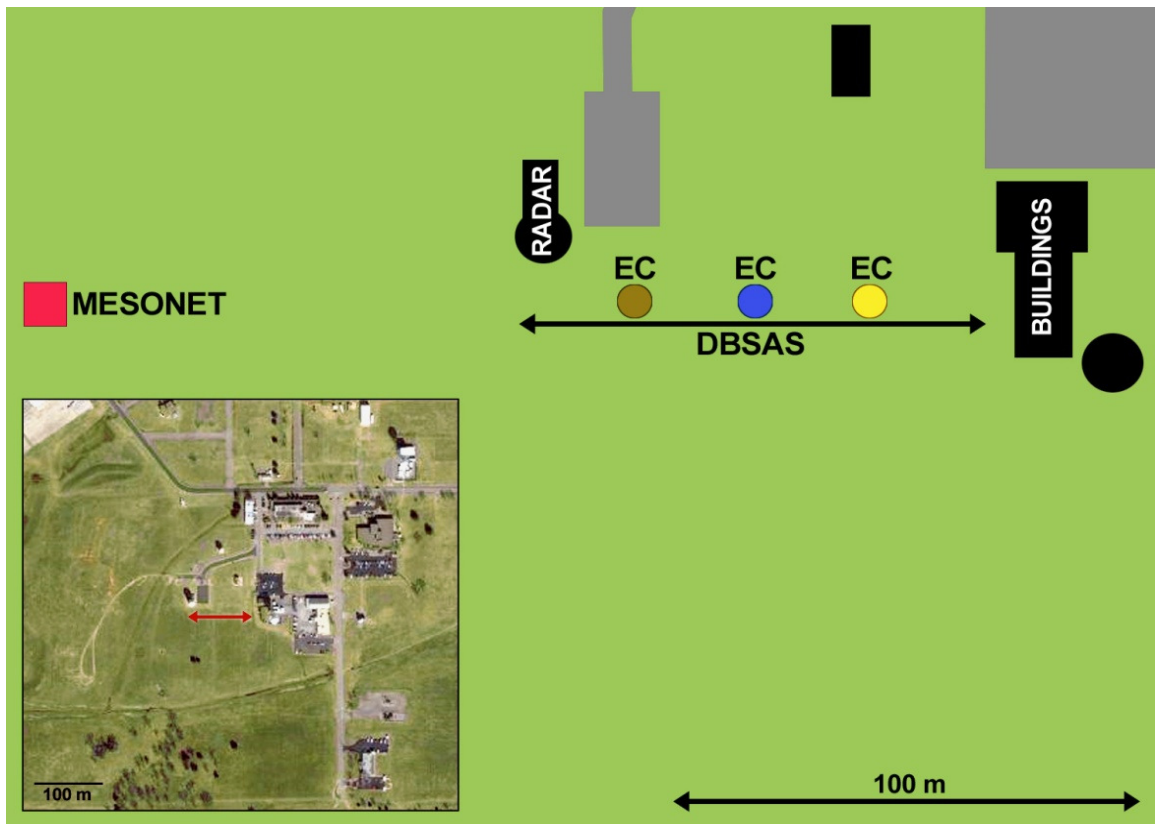 RADAR
BUILDINGS
EC EC EC
MESONET
DBSAS
100 m
100 m